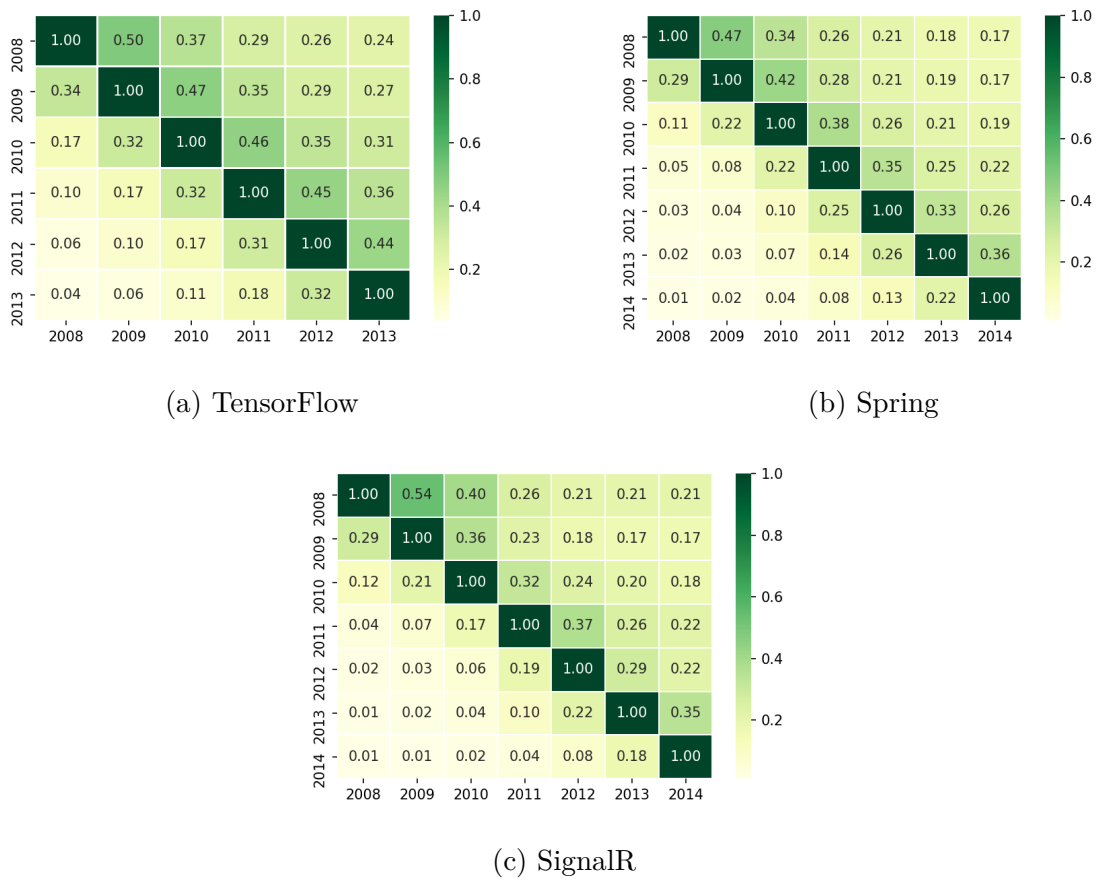 2008 1.00 0.50 0.37 0.29 0.26 0.24
2009 0.34 1.00 0.47 0.35 0.29 0.27
2010 0.17 0.32 1.00 0.46 0.35 0.31
2011 0.10 0.17 0.32 1.00 0.45 0.36
2012 0.06 0.10 0.17 0.31 1.00 0.44
2013 0.04 0.06 0.11 0.18 0.32 1.00
2008 2009 2010 2011 2012 2013
1.0
0.8
0.6
0.4
0.2
(a) TensorFlow
2008 1.00 0.47 0.34 0.26 0.21 0.18 0.17
2009 0.29 1.00 0.42 0.28 0.21 0.19 0.17
2010 0.11 0.22 1.00 0.38 0.26 0.21 0.19
2011 0.05 0.08 0.22 1.00 0.35 0.25 0.22
2012 0.03 0.04 0.10 0.25 1.00 0.33 0.26
2013 0.02 0.03 0.07 0.14 0.26 1.00 0.36
2014 0.01 0.02 0.04 0.08 0.13 0.22 1.00
2008 2009 2010 2011 2012 2013 2014
1.0
0.8
0.6
0.4
0.2
(b) Spring
2008 1.00 0.54 0.40 0.26 0.21 0.21 0.21
2009 0.29 1.00 0.36 0.23 0.18 0.17 0.17
2010 0.12 0.21 1.00 0.32 0.24 0.20 0.18
2011 0.04 0.07 0.17 1.00 0.37 0.26 0.22
2012 0.02 0.03 0.06 0.19 1.00 0.29 0.22
2013 0.01 0.02 0.04 0.10 0.22 1.00 0.35
2014 0.01 0.01 0.02 0.04 0.08 0.18 1.00
2008 2009 2010 2011 2012 2013 2014
1.0
0.8
0.6
0.4
0.2
(c) SignalR